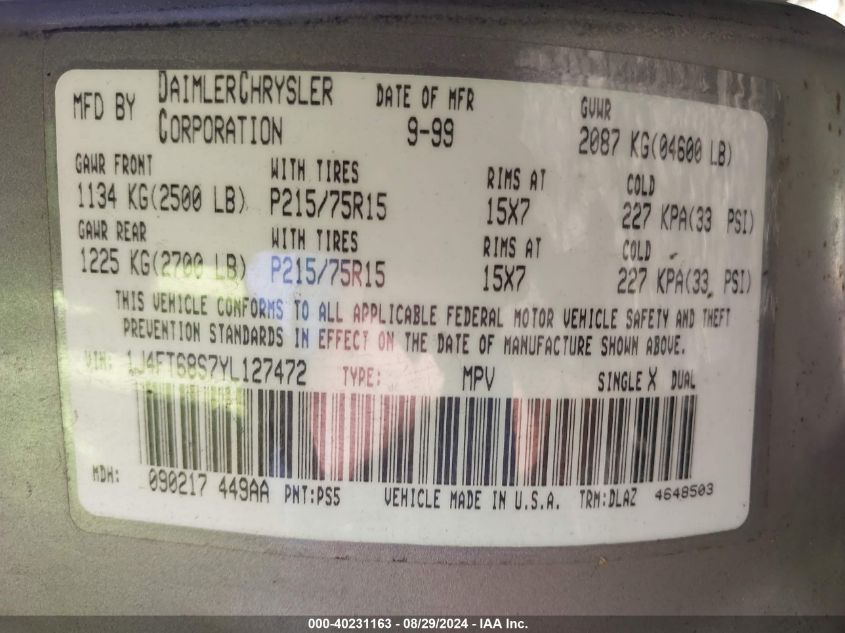 MFD BY DAIMLERCHRYSLER CORPORATION DATE OF MFR 9-99 GVWR 2087 KG(04600 LB)
GAWR FRONT WITH TIRES RIMS AT COLD
1134 KG(2500 LB) P215/75R15 15X7 227 KPA(33 PSI)
GAWR REAR WITH TIRES RIMS AT COLD
1225 KG(2700 LB) P215/75R15 15X7 227 KPA(33 PSI)
THIS VEHICLE CONFORMS TO ALL APPLICABLE FEDERAL MOTOR VEHICLE SAFETY AND THEFT
PREVENTION STANDARDS IN EFFECT ON THE DATE OF MANUFACTURE SHOWN ABOVE.
VIN: 1J4FT68S7YL127472 TYPE: MPV SINGLE X DUAL
MDH: 090217 449AA PNT:PS5 VEHICLE MADE IN U.S.A. TRM:DLAZ 4648503
000-40231163 - 08/29/2024 - IAA Inc.